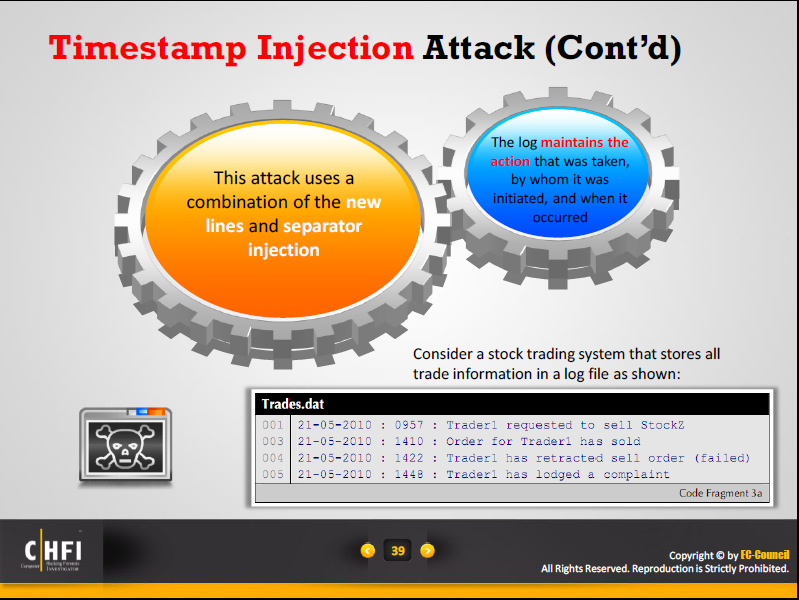 Timestamp Injection Attack (Cont’d)
This attack uses a
combination of the new
lines and separator
injection
The log maintains the
action that was taken,
by whom it was
initiated, and when it
occurred
Consider a stock trading system that stores all
trade information in a log file as shown:
Trades.dat
001 21-05-2010 : 0957 : Trader1 requested to sell StockZ
003 21-05-2010 : 1410 : Order for Trader1 has sold
004 21-05-2010 : 1422 : Trader1 has retracted sell order (failed)
005 21-05-2010 : 1448 : Trader1 has lodged a complaint
Code Fragment 3a
CHFI
Computer Hacking Forensic
INVESTIGATOR
39
Copyright © by EC-Council
All Rights Reserved. Reproduction is Strictly Prohibited.